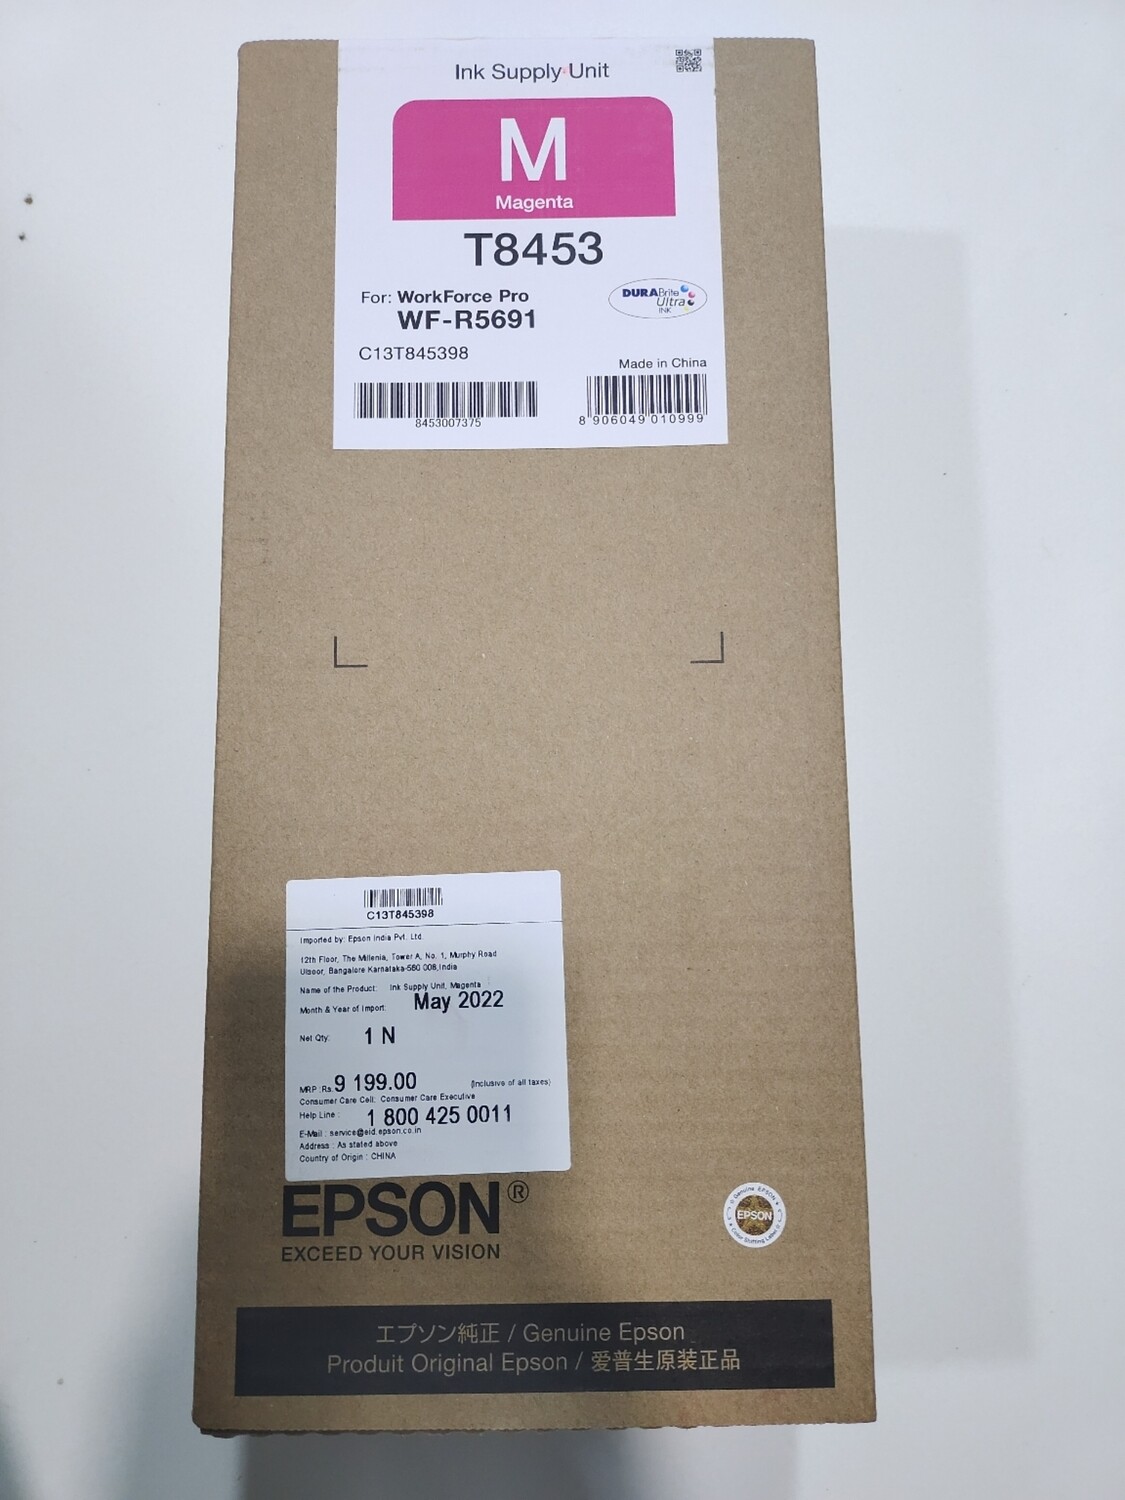 Ink Supply Unit
M
Magenta
T8453
For: WorkForce Pro
WF-R5691
DURABrite
Ultra
INK
C13T845398
Made in China
8453007375
8 906049 010999
C13T845398
Imported by: Epson India Pvt. Ltd.
12th Floor, The Millenia, Tower A, No. 1, Murphy Road
Ulsoor, Bangalore Karnataka-560 008,India
Name of the Product: Ink Supply Unit, Magenta
Month & Year of Import: May 2022
Net Qty: 1 N
MRP :Rs. 9 199.00 (Inclusive of all taxes)
Consumer Care Cell: Consumer Care Executive
Help Line : 1 800 425 0011
E-Mail : service@eid.epson.co.in
Address : As stated above
Country of Origin : CHINA
EPSON®
EXCEED YOUR VISION
Genuine EPSON
EPSON
Color Shifting Label
エプソン純正 / Genuine Epson
Produit Original Epson / 爱普生原装正品